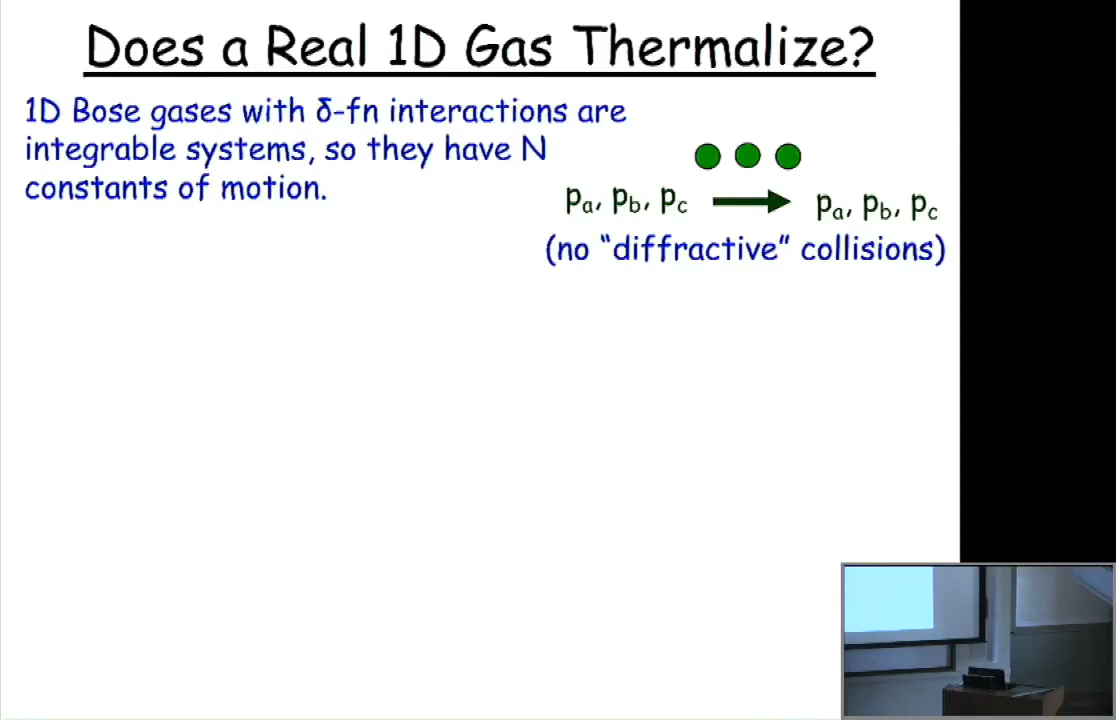 Does a Real 1D Gas Thermalize?
1D Bose gases with δ-fn interactions are
integrable systems, so they have N
constants of motion.
pa, pb, pc → pa, pb, pc
(no “diffractive” collisions)